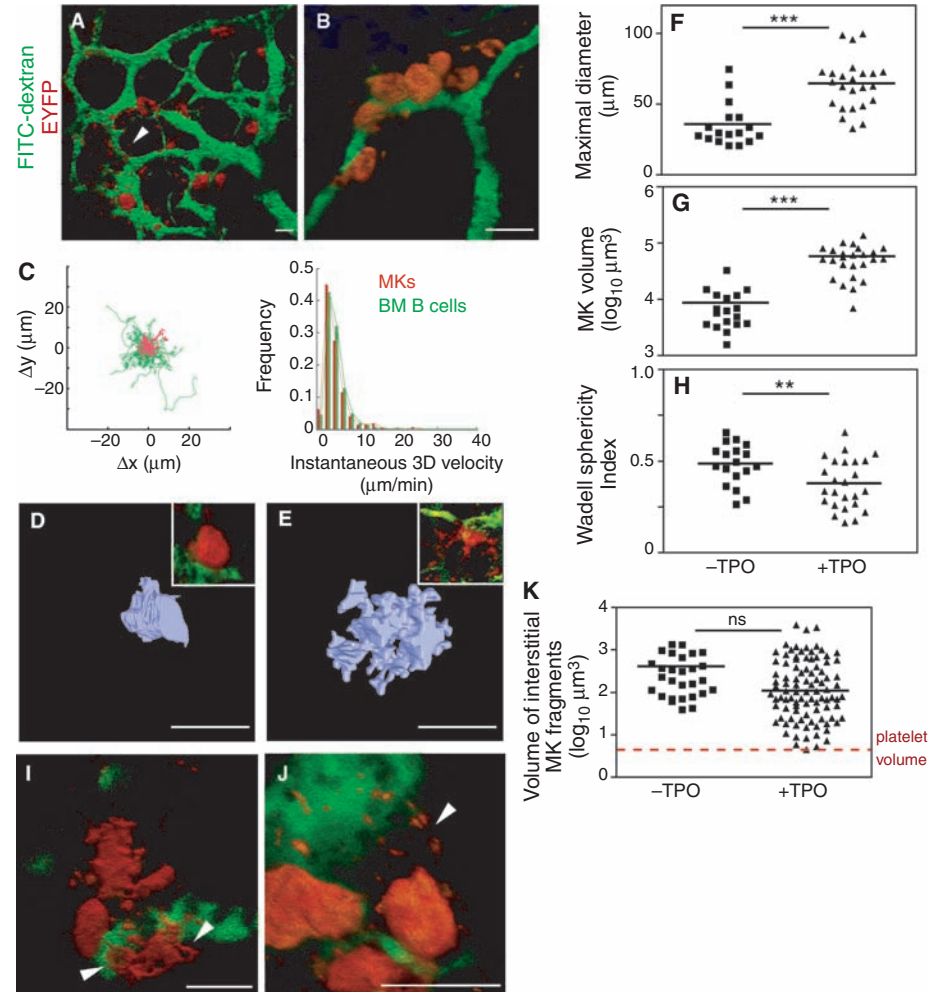 A
B
FITC-dextran
EYFP
C
Δy (μm)
20
0
−20
−20
0
20
Δx (μm)
Frequency
0.5
0.4
0.3
0.2
0.1
0
MKs
BM B cells
0
10
20
30
40
Instantaneous 3D velocity
(μm/min)
D
E
I
J
F
***
Maximal diameter
(μm)
100
50
0
G
***
MK volume
(log10 μm3)
6
5
4
3
H
**
Wadell sphericity
Index
1.0
0.5
0
−TPO
+TPO
K
ns
Volume of interstitial
MK fragments
(log10 μm3)
4
3
2
1
0
platelet
volume
−TPO
+TPO